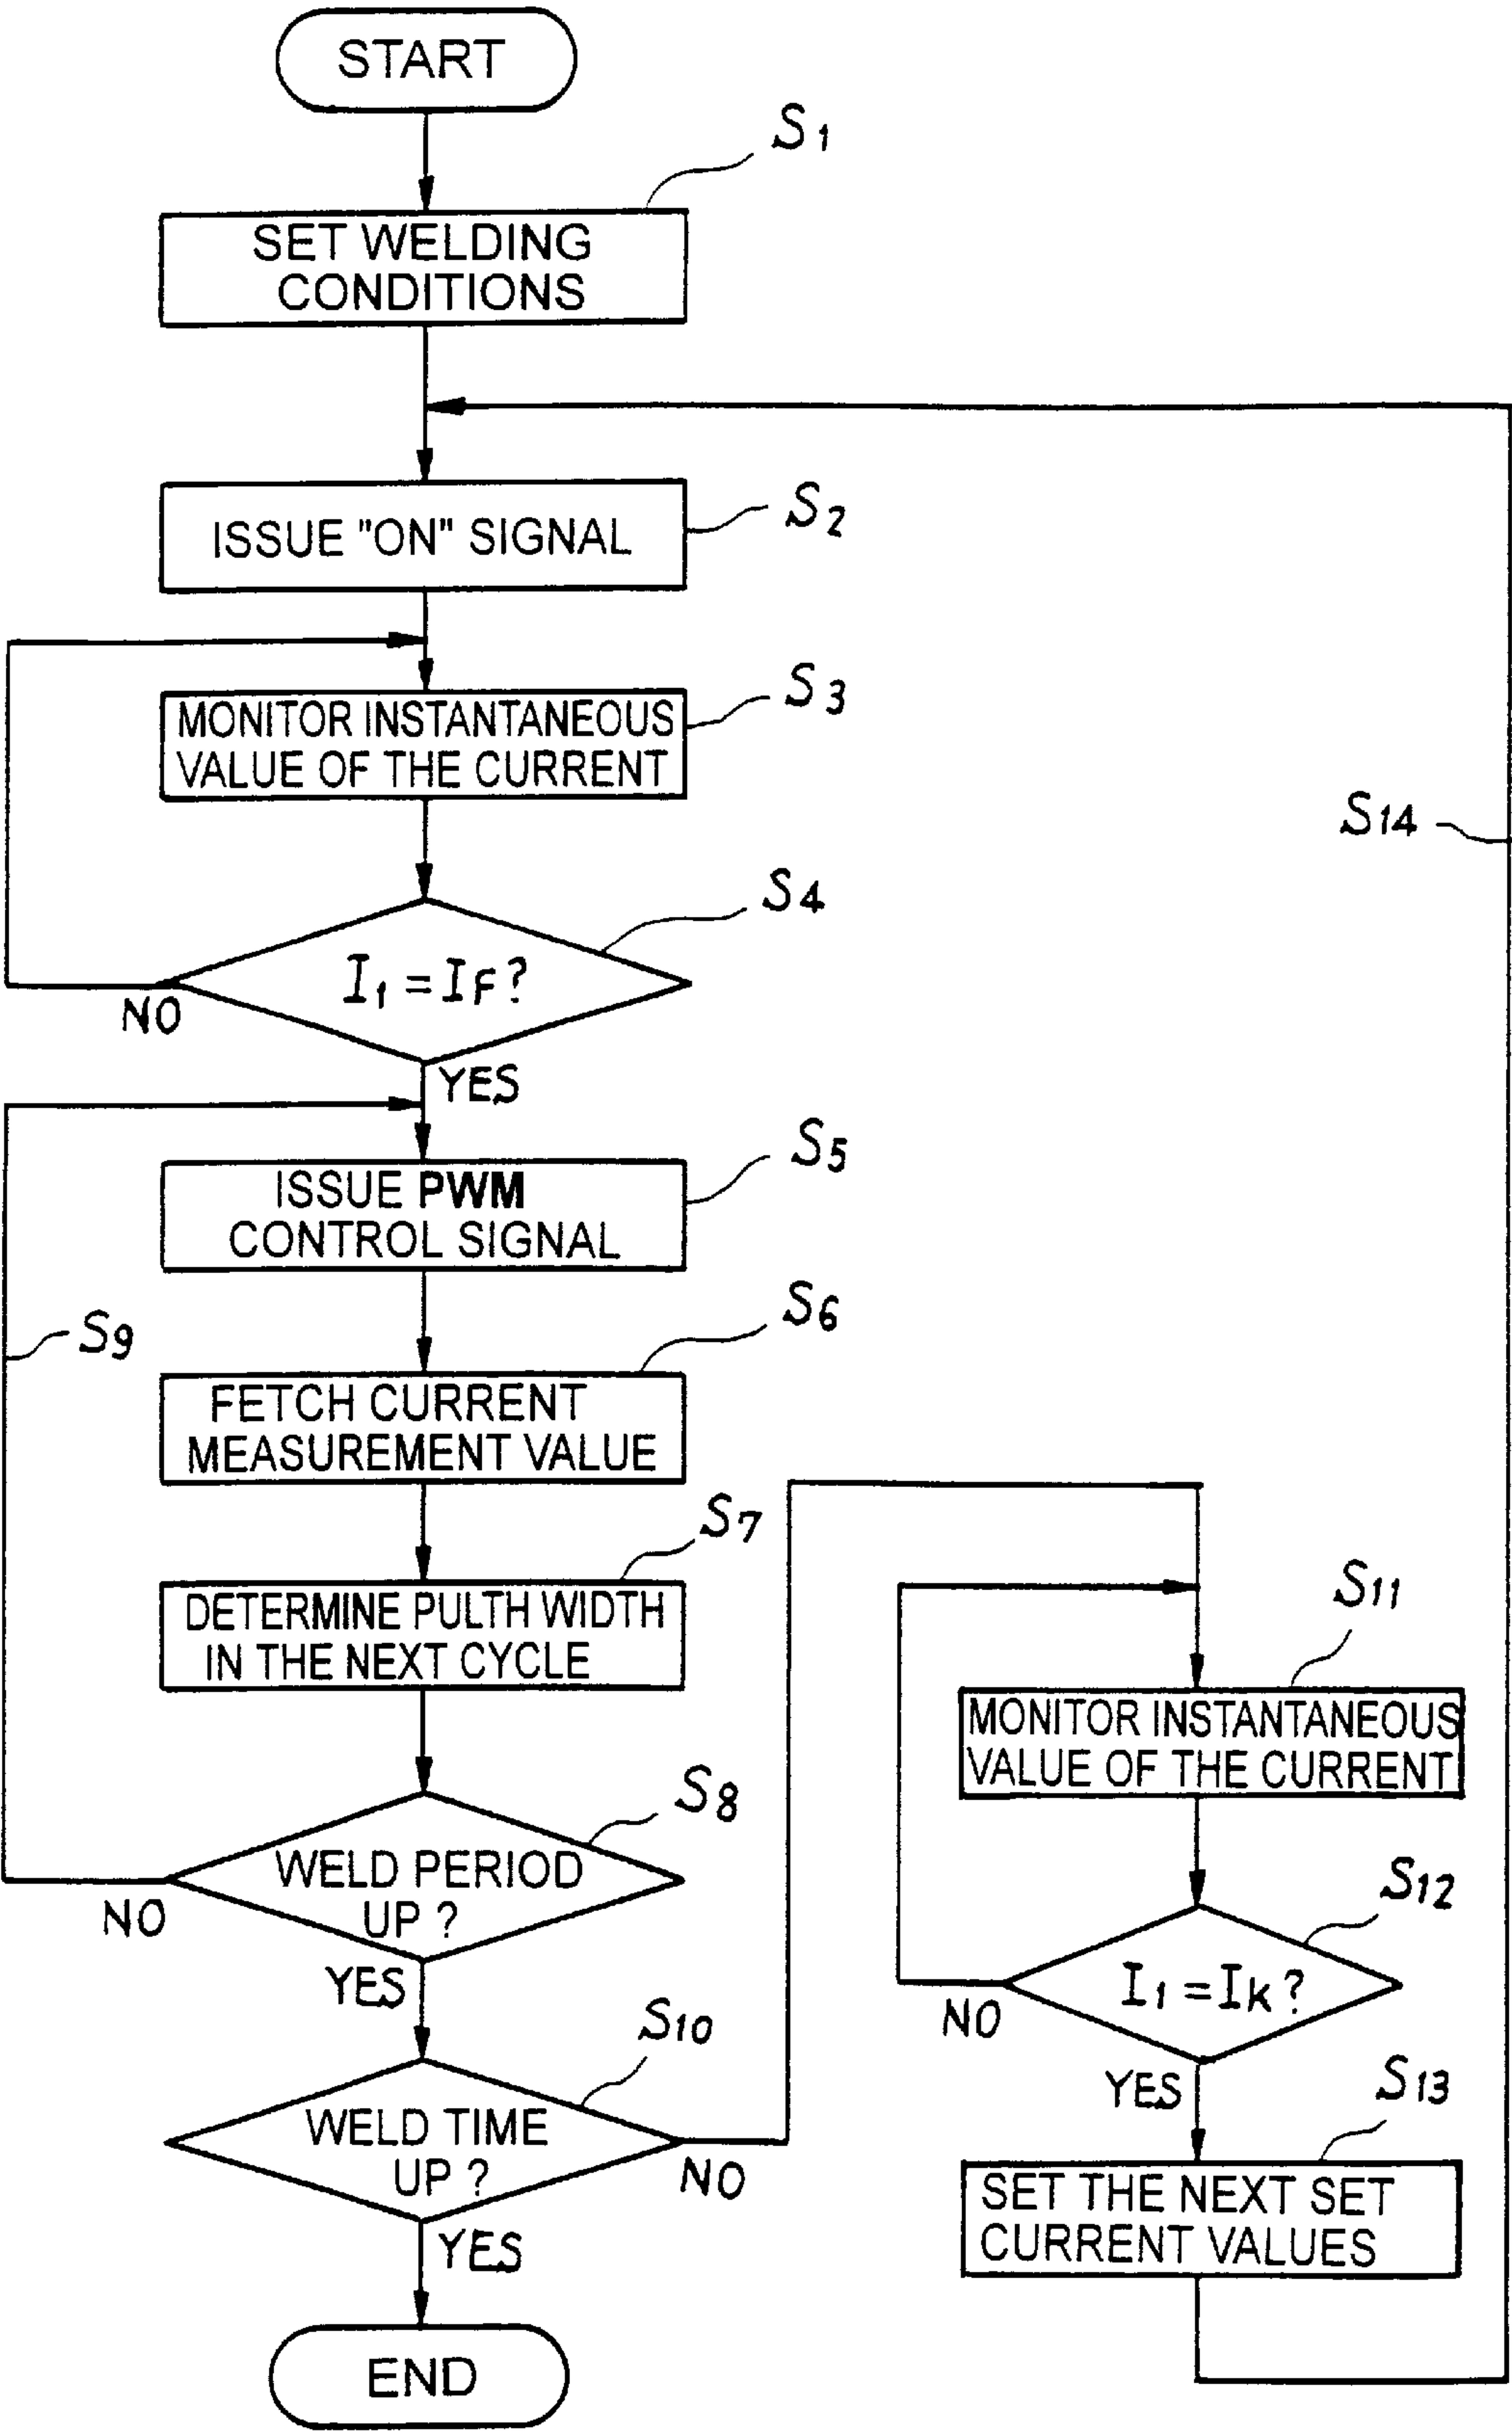 START
S1
SET WELDING
CONDITIONS
ISSUE "ON" SIGNAL
S2
MONITOR INSTANTANEOUS
VALUE OF THE CURRENT
S3
S14
S4
I1 = IF?
NO
YES
ISSUE PWM
CONTROL SIGNAL
S5
S9
S6
FETCH CURRENT
MEASUREMENT VALUE
S7
DETERMINE PULTH WIDTH
IN THE NEXT CYCLE
S8
WELD PERIOD
UP ?
NO
YES
S10
WELD TIME
UP ?
NO
YES
END
S11
MONITOR INSTANTANEOUS
VALUE OF THE CURRENT
S12
I1 = IK?
NO
YES
S13
SET THE NEXT SET
CURRENT VALUES